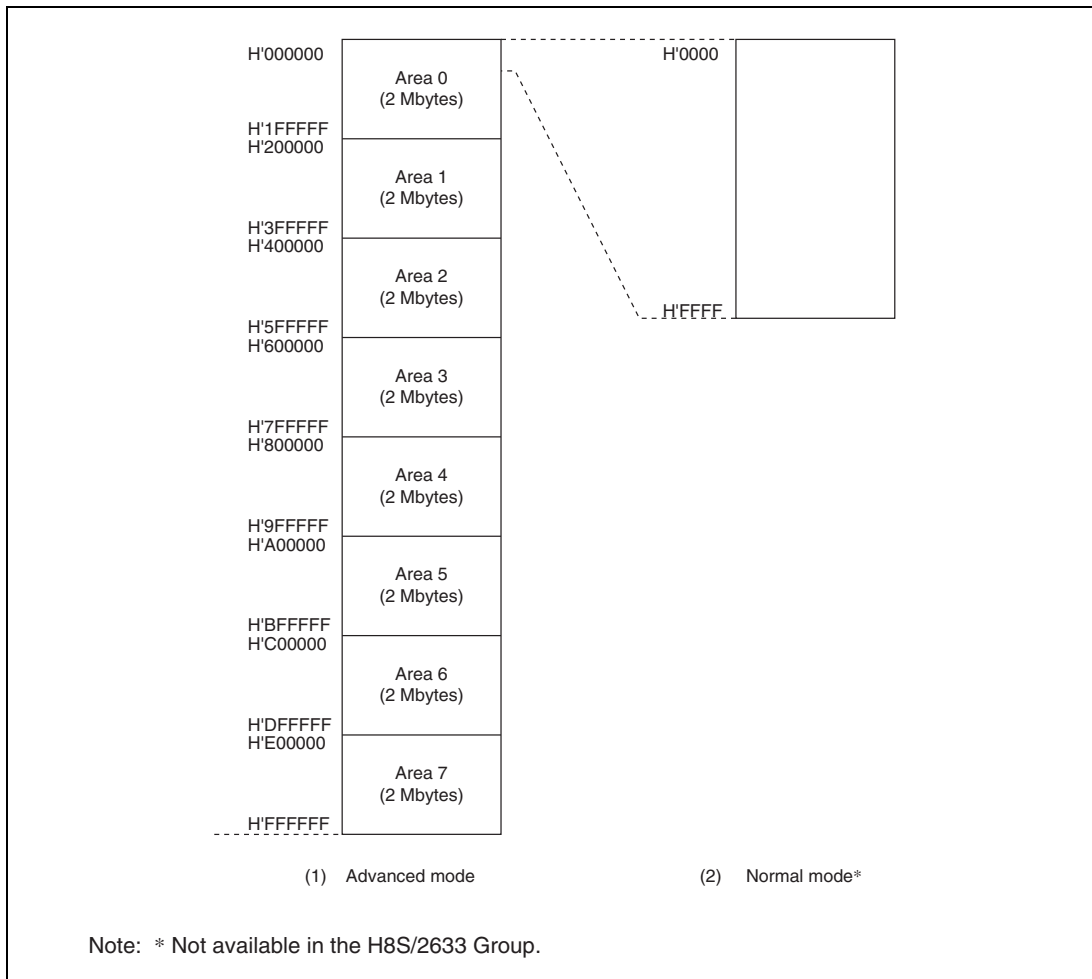 H'000000
Area 0
(2 Mbytes)
H'1FFFFF
H'200000
Area 1
(2 Mbytes)
H'3FFFFF
H'400000
Area 2
(2 Mbytes)
H'5FFFFF
H'600000
Area 3
(2 Mbytes)
H'7FFFFF
H'800000
Area 4
(2 Mbytes)
H'9FFFFF
H'A00000
Area 5
(2 Mbytes)
H'BFFFFF
H'C00000
Area 6
(2 Mbytes)
H'DFFFFF
H'E00000
Area 7
(2 Mbytes)
H'FFFFFF
(1) Advanced mode
H'0000
H'FFFF
(2) Normal mode*
Note: * Not available in the H8S/2633 Group.